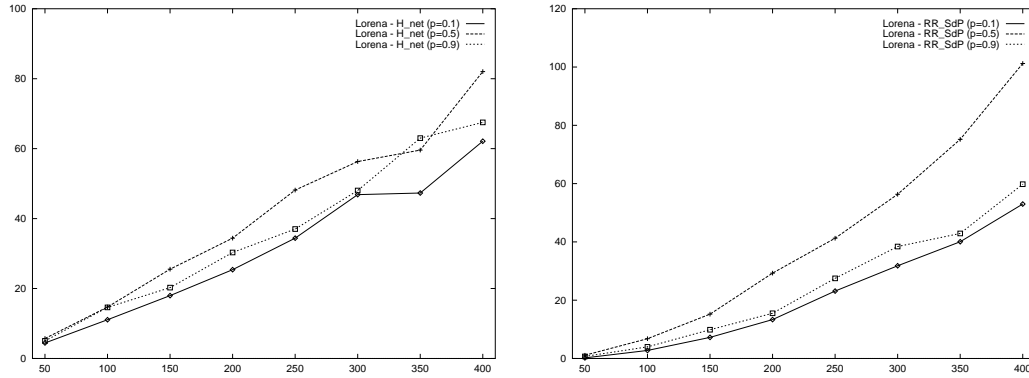 Lorena - H_net (p=0.1)
Lorena - H_net (p=0.5)
Lorena - H_net (p=0.9)
100
80
60
40
20
0
50 100 150 200 250 300 350 400
Lorena - RR_SdP (p=0.1)
Lorena - RR_SdP (p=0.5)
Lorena - RR_SdP (p=0.9)
120
100
80
60
40
20
0
50 100 150 200 250 300 350 400